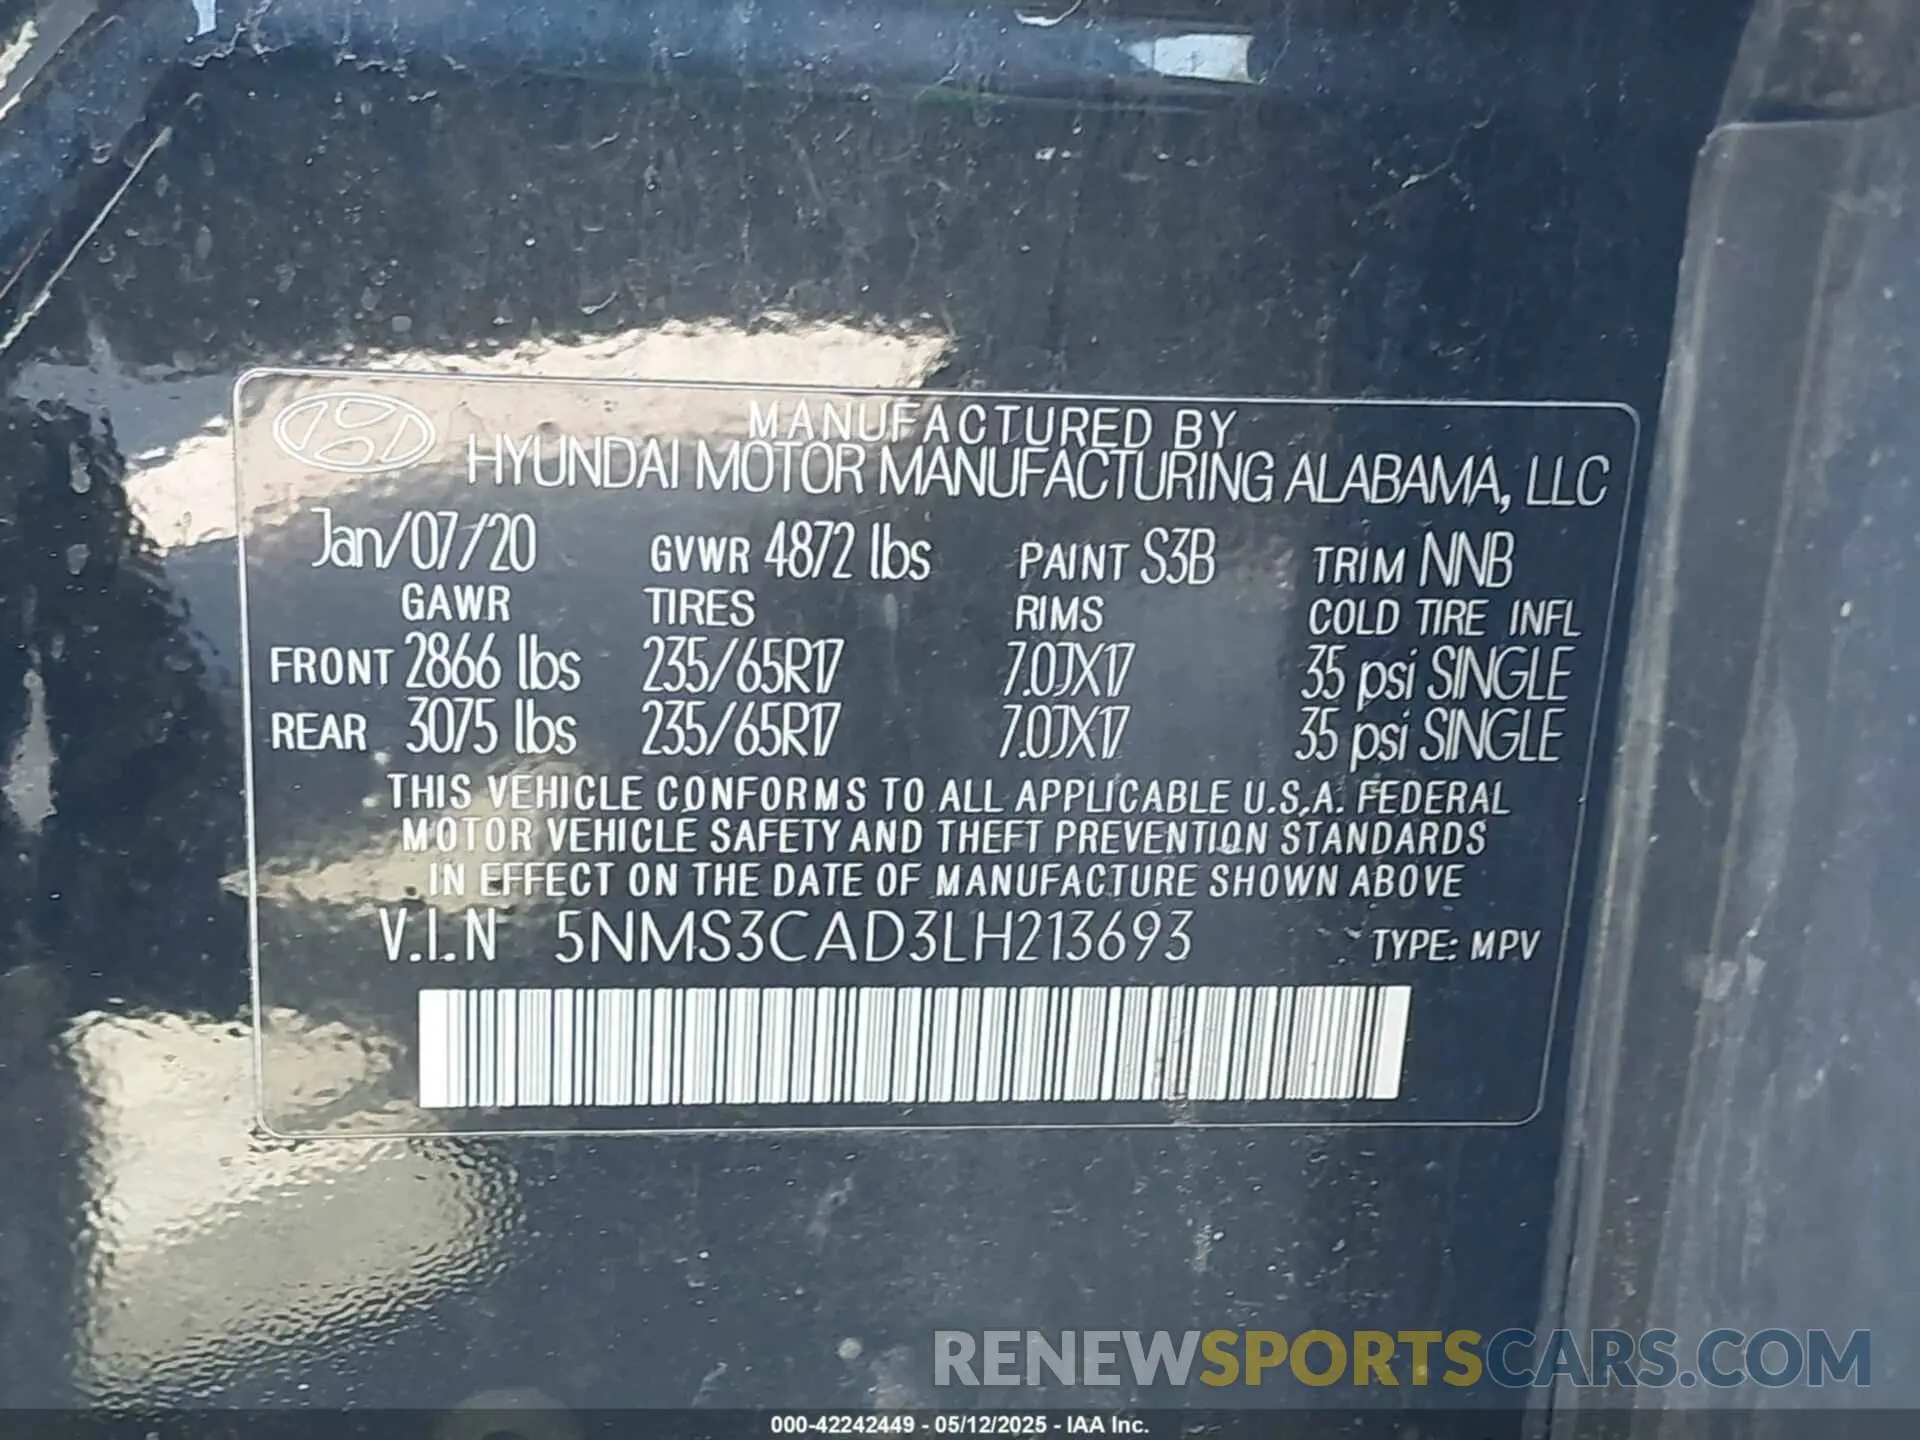 MANUFACTURED BY
HYUNDAI MOTOR MANUFACTURING ALABAMA, LLC
Jan/07/20 GVWR 4872 lbs PAINT S3B TRIM NNB
GAWR TIRES RIMS COLD TIRE INFL
FRONT 2866 lbs 235/65R17 7.0JX17 35 psi SINGLE
REAR 3075 lbs 235/65R17 7.0JX17 35 psi SINGLE
THIS VEHICLE CONFORMS TO ALL APPLICABLE U.S.A. FEDERAL
MOTOR VEHICLE SAFETY AND THEFT PREVENTION STANDARDS
IN EFFECT ON THE DATE OF MANUFACTURE SHOWN ABOVE
V.I.N 5NMS3CAD3LH213693 TYPE: MPV
RENEWSPORTSCARS.COM
000-42242449 - 05/12/2025 - IAA Inc.